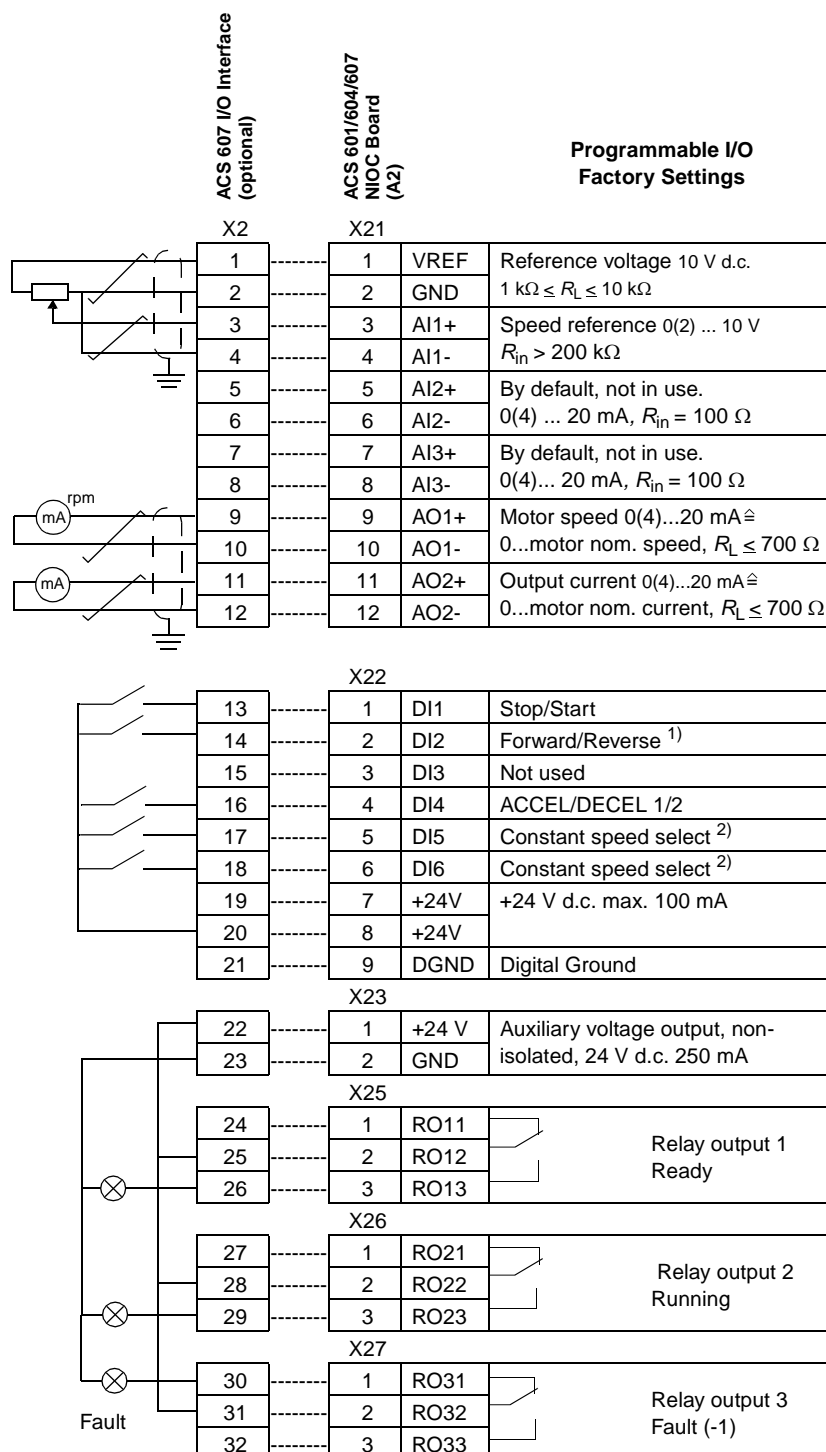 ACS 607 I/O Interface
(optional)
ACS 601/604/607
NIOC Board
(A2)
Programmable I/O
Factory Settings
X2 X21
1 1 VREF Reference voltage 10 V d.c.
2 2 GND 1 kΩ ≤ RL ≤ 10 kΩ
3 3 AI1+ Speed reference 0(2) ... 10 V
4 4 AI1- Rin > 200 kΩ
5 5 AI2+ By default, not in use.
6 6 AI2- 0(4) ... 20 mA, Rin = 100 Ω
7 7 AI3+ By default, not in use.
8 8 AI3- 0(4)... 20 mA, Rin = 100 Ω
rpm
mA 9 9 AO1+ Motor speed 0(4)...20 mA ≙
10 10 AO1- 0...motor nom. speed, RL ≤ 700 Ω
mA 11 11 AO2+ Output current 0(4)...20 mA ≙
12 12 AO2- 0...motor nom. current, RL ≤ 700 Ω
X22
13 1 DI1 Stop/Start
14 2 DI2 Forward/Reverse 1)
15 3 DI3 Not used
16 4 DI4 ACCEL/DECEL 1/2
17 5 DI5 Constant speed select 2)
18 6 DI6 Constant speed select 2)
19 7 +24V +24 V d.c. max. 100 mA
20 8 +24V
21 9 DGND Digital Ground
X23
22 1 +24 V Auxiliary voltage output, non-
23 2 GND isolated, 24 V d.c. 250 mA
X25
24 1 RO11
25 2 RO12 Relay output 1
26 3 RO13 Ready
X26
27 1 RO21
28 2 RO22 Relay output 2
29 3 RO23 Running
X27
30 1 RO31
31 2 RO32 Relay output 3
Fault
32 3 RO33 Fault (-1)